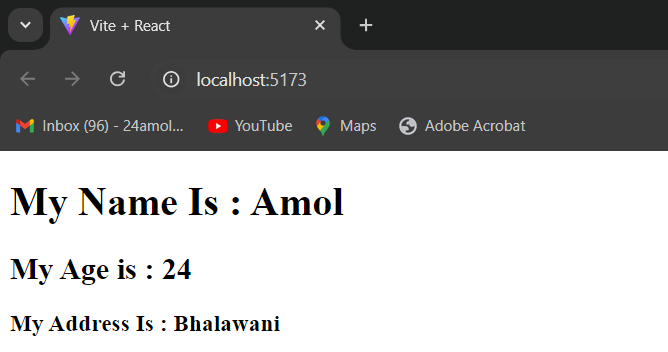 Vite + React
localhost:5173
Inbox (96) - 24amol... YouTube Maps Adobe Acrobat
My Name Is : Amol
My Age is : 24
My Address Is : Bhalawani